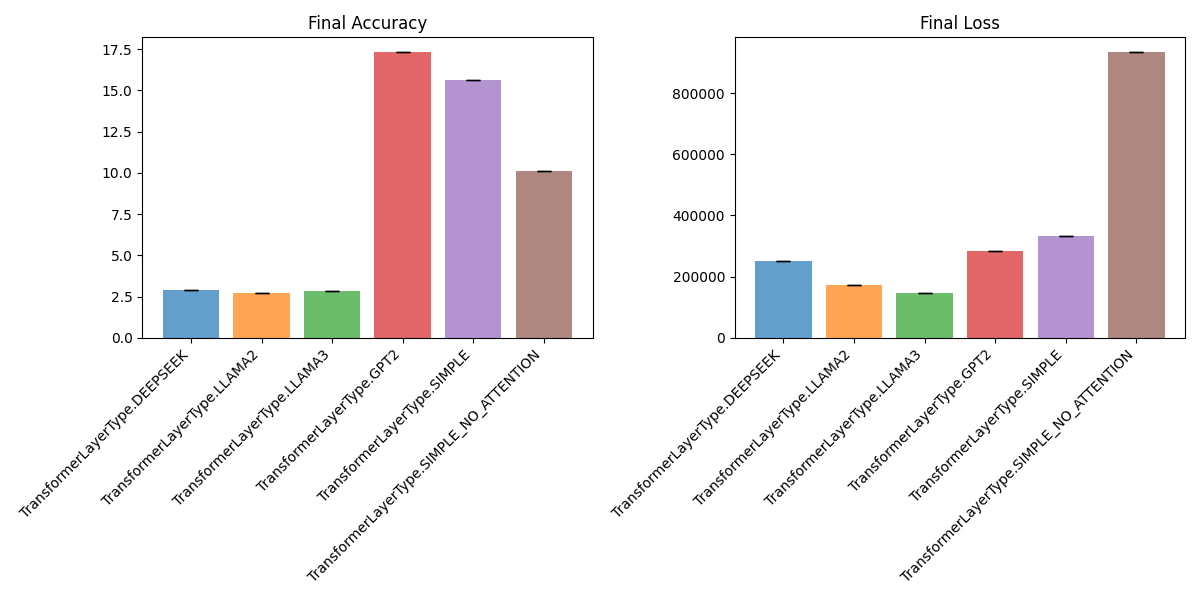 Final Accuracy
17.5
15.0
12.5
10.0
7.5
5.0
2.5
0.0
TransformerLayerType.DEEPSEEK
TransformerLayerType.LLAMA2
TransformerLayerType.LLAMA3
TransformerLayerType.GPT2
TransformerLayerType.SIMPLE
TransformerLayerType.SIMPLE_NO_ATTENTION
Final Loss
800000
600000
400000
200000
0
TransformerLayerType.DEEPSEEK
TransformerLayerType.LLAMA2
TransformerLayerType.LLAMA3
TransformerLayerType.GPT2
TransformerLayerType.SIMPLE
TransformerLayerType.SIMPLE_NO_ATTENTION